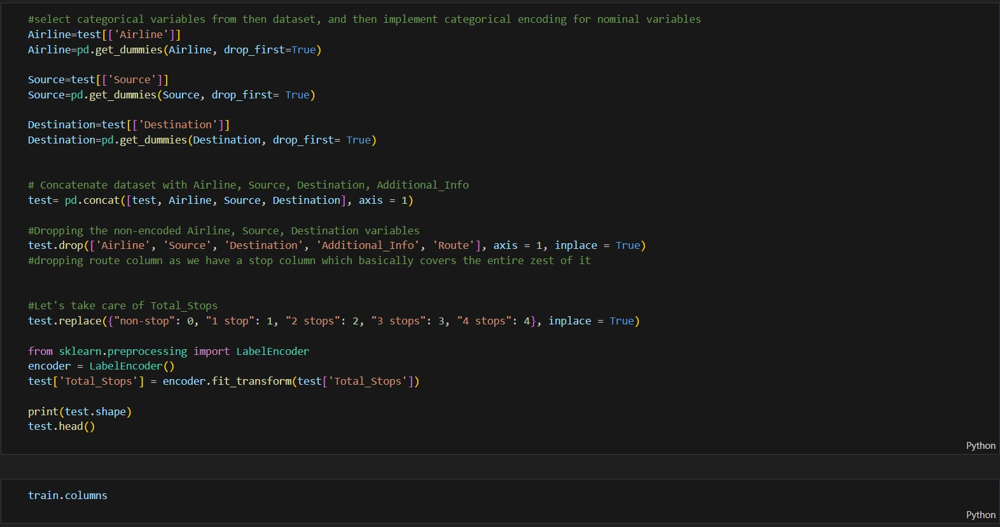 #select categorical variables from then dataset, and then implement categorical encoding for nominal variables
Airline=test[['Airline']]
Airline=pd.get_dummies(Airline, drop_first=True)
Source=test[['Source']]
Source=pd.get_dummies(Source, drop_first= True)
Destination=test[['Destination']]
Destination=pd.get_dummies(Destination, drop_first= True)
# Concatenate dataset with Airline, Source, Destination, Additional_Info
test= pd.concat([test, Airline, Source, Destination], axis = 1)
#Dropping the non-encoded Airline, Source, Destination variables
test.drop(['Airline', 'Source', 'Destination', 'Additional_Info', 'Route'], axis = 1, inplace = True)
#dropping route column as we have a stop column which basically covers the entire zest of it
#Let's take care of Total_Stops
test.replace({"non-stop": 0, "1 stop": 1, "2 stops": 2, "3 stops": 3, "4 stops": 4}, inplace = True)
from sklearn.preprocessing import LabelEncoder
encoder = LabelEncoder()
test['Total_Stops'] = encoder.fit_transform(test['Total_Stops'])
print(test.shape)
test.head()
Python
train.columns
Python